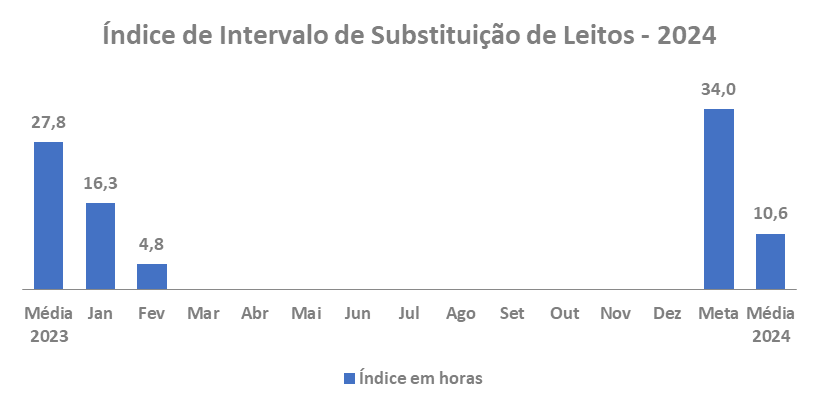 Índice de Intervalo de Substituição de Leitos - 2024
27,8
16,3
4,8
34,0
10,6
Média 2023
Jan
Fev
Mar
Abr
Mai
Jun
Jul
Ago
Set
Out
Nov
Dez
Meta
Média 2024
Índice em horas